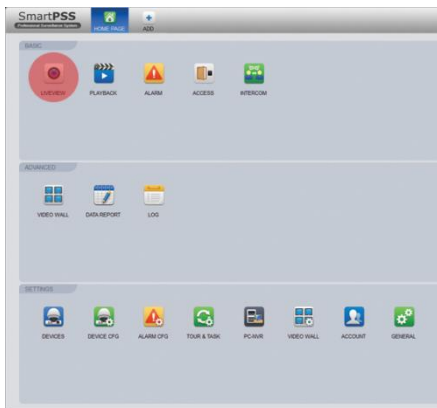 SmartPSS
Professional Surveillance System
HOME PAGE
ADD
BASIC
LIVEVIEW
PLAYBACK
ALARM
ACCESS
INTERCOM
ADVANCED
VIDEO WALL
DATA REPORT
LOG
SETTINGS
DEVICES
DEVICE CFG
ALARM CFG
TOUR & TASK
PC-NVR
VIDEO WALL
ACCOUNT
GENERAL